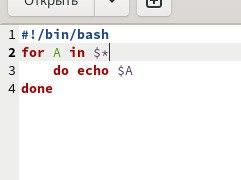 Открыть
1 #!/bin/bash
2 for A in $*
3     do echo $A
4 done